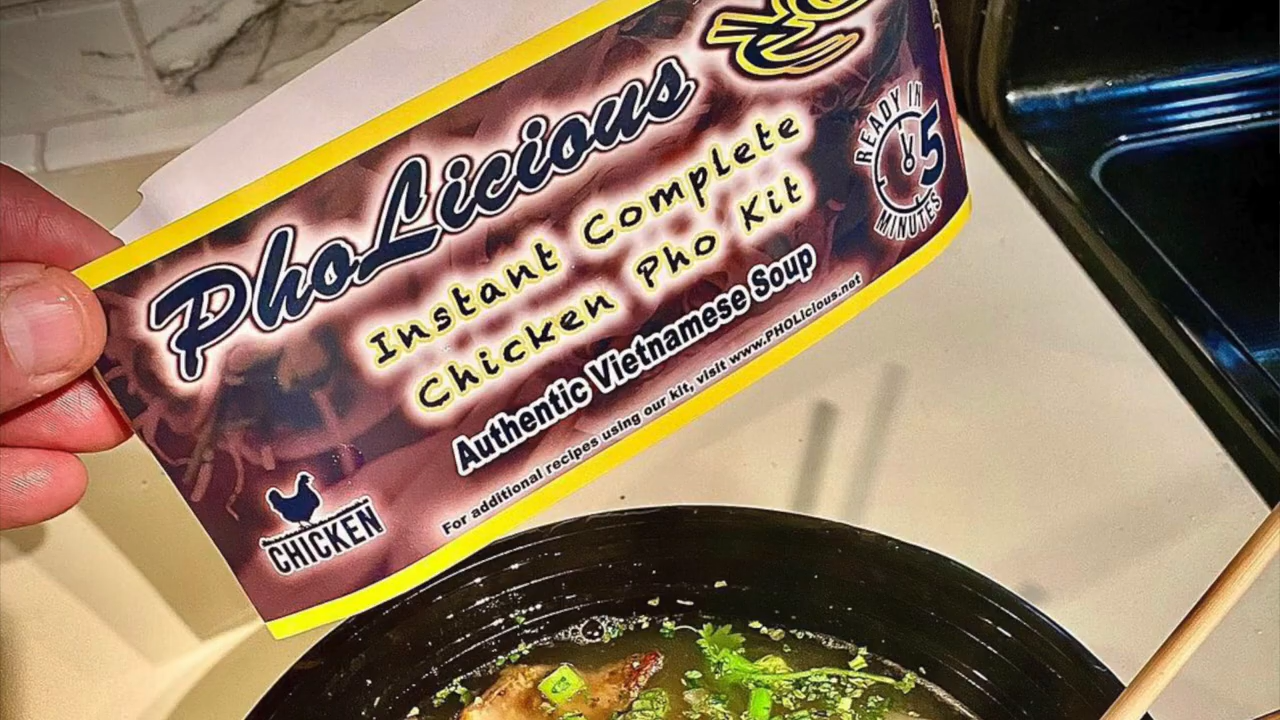 PhoLicious
Instant Complete
Chicken Pho Kit
Authentic Vietnamese Soup
For additional recipes using our kit, visit www.PHOLicious.net
READY IN
5
MINUTES
CHICKEN